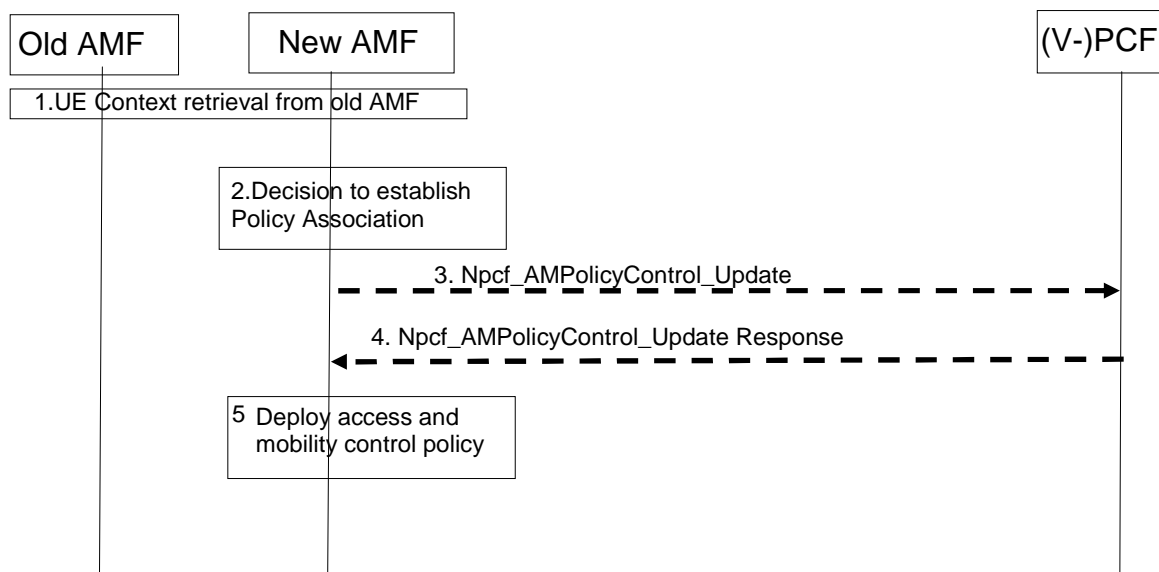 Old AMF
New AMF
(V-)PCF
1.UE Context retrieval from old AMF
2.Decision to establish
Policy Association
3. Npcf_AMPolicyControl_Update
4. Npcf_AMPolicyControl_Update Response
5 Deploy access and
mobility control policy